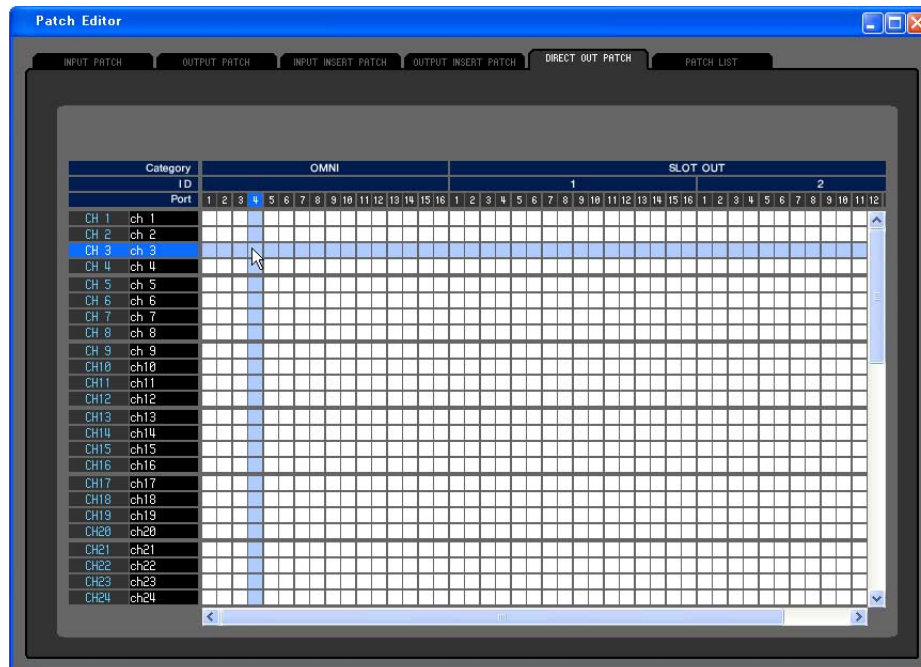 Patch Editor
INPUT PATCH OUTPUT PATCH INPUT INSERT PATCH OUTPUT INSERT PATCH DIRECT OUT PATCH PATCH LIST
Category OMNI SLOT OUT
ID 1 2
Port 1 2 3 4 5 6 7 8 9 10 11 12 13 14 15 16 1 2 3 4 5 6 7 8 9 10 11 12 13 14 15 16 1 2 3 4 5 6 7 8 9 10 11 12
CH 1 ch 1
CH 2 ch 2
CH 3 ch 3
CH 4 ch 4
CH 5 ch 5
CH 6 ch 6
CH 7 ch 7
CH 8 ch 8
CH 9 ch 9
CH10 ch10
CH11 ch11
CH12 ch12
CH13 ch13
CH14 ch14
CH15 ch15
CH16 ch16
CH17 ch17
CH18 ch18
CH19 ch19
CH20 ch20
CH21 ch21
CH22 ch22
CH23 ch23
CH24 ch24